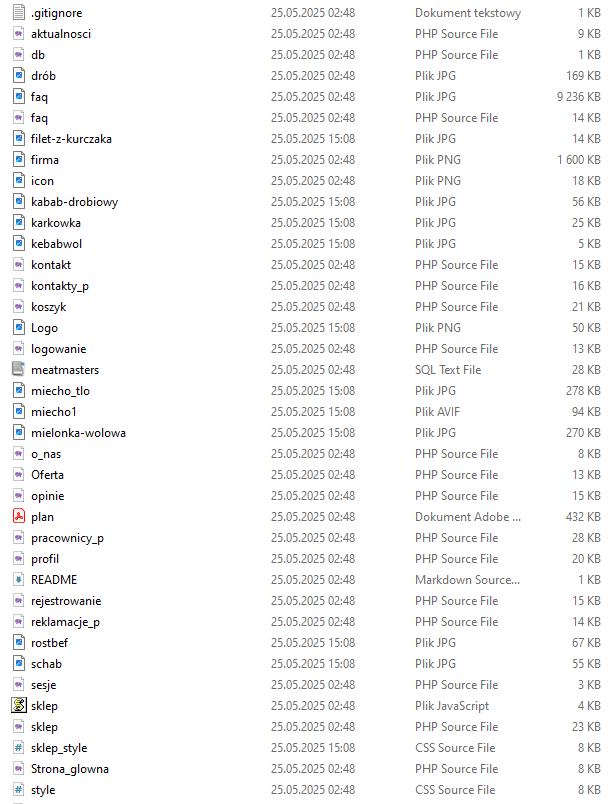 .gitignore 25.05.2025 02:48 Dokument tekstowy 1 KB
aktualnosci 25.05.2025 02:48 PHP Source File 9 KB
db 25.05.2025 02:48 PHP Source File 1 KB
drób 25.05.2025 02:48 Plik JPG 169 KB
faq 25.05.2025 02:48 Plik JPG 9 236 KB
faq 25.05.2025 02:48 PHP Source File 14 KB
filet-z-kurczaka 25.05.2025 15:08 Plik JPG 14 KB
firma 25.05.2025 02:48 Plik PNG 1 600 KB
icon 25.05.2025 02:48 Plik PNG 18 KB
kabab-drobiowy 25.05.2025 15:08 Plik JPG 56 KB
karkowka 25.05.2025 15:08 Plik JPG 25 KB
kebabwol 25.05.2025 15:08 Plik JPG 5 KB
kontakt 25.05.2025 02:48 PHP Source File 15 KB
kontakty_p 25.05.2025 02:48 PHP Source File 16 KB
koszyk 25.05.2025 02:48 PHP Source File 21 KB
Logo 25.05.2025 15:08 Plik PNG 50 KB
logowanie 25.05.2025 02:48 PHP Source File 13 KB
meatmasters 25.05.2025 02:48 SQL Text File 28 KB
miecho_tlo 25.05.2025 15:08 Plik JPG 278 KB
miecho1 25.05.2025 15:08 Plik AVIF 94 KB
mielonka-wolowa 25.05.2025 15:08 Plik JPG 270 KB
o_nas 25.05.2025 02:48 PHP Source File 8 KB
Oferta 25.05.2025 02:48 PHP Source File 13 KB
opinie 25.05.2025 02:48 PHP Source File 15 KB
plan 25.05.2025 02:48 Dokument Adobe ... 432 KB
pracownicy_p 25.05.2025 02:48 PHP Source File 28 KB
profil 25.05.2025 02:48 PHP Source File 20 KB
README 25.05.2025 02:48 Markdown Source... 1 KB
rejestrowanie 25.05.2025 02:48 PHP Source File 15 KB
reklamacje_p 25.05.2025 02:48 PHP Source File 14 KB
rostbef 25.05.2025 15:08 Plik JPG 67 KB
schab 25.05.2025 15:08 Plik JPG 55 KB
sesje 25.05.2025 02:48 PHP Source File 3 KB
sklep 25.05.2025 02:48 Plik JavaScript 4 KB
sklep 25.05.2025 02:48 PHP Source File 23 KB
sklep_style 25.05.2025 15:08 CSS Source File 8 KB
Strona_glowna 25.05.2025 02:48 PHP Source File 8 KB
style 25.05.2025 02:48 CSS Source File 8 KB